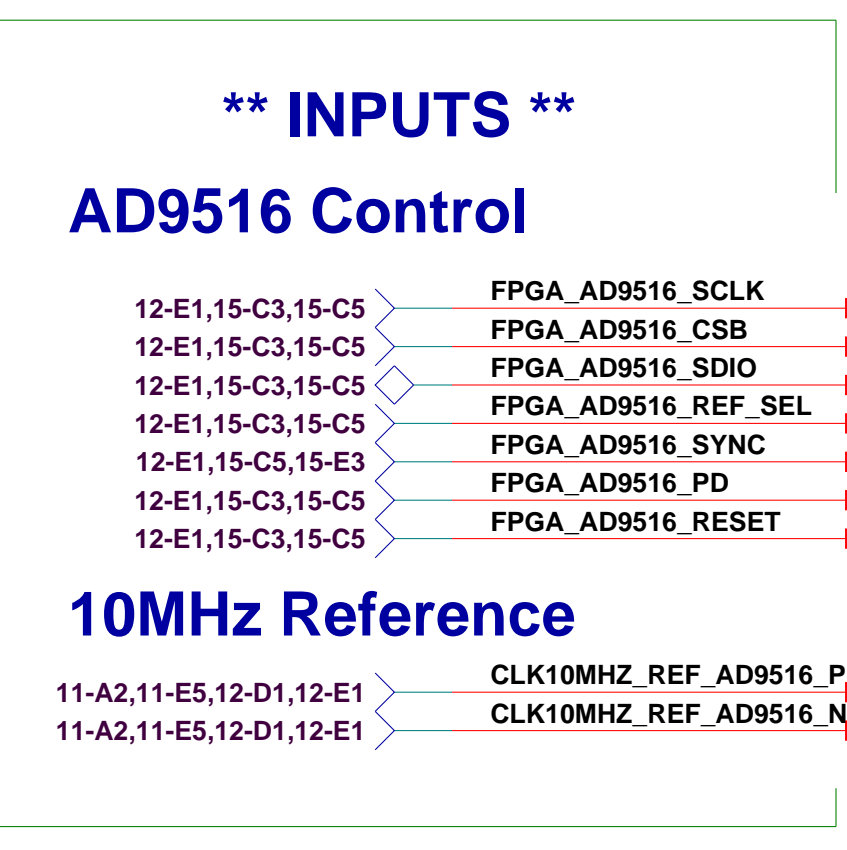 ** INPUTS **
AD9516 Control
12-E1,15-C3,15-C5 FPGA_AD9516_SCLK
12-E1,15-C3,15-C5 FPGA_AD9516_CSB
12-E1,15-C3,15-C5 FPGA_AD9516_SDIO
12-E1,15-C3,15-C5 FPGA_AD9516_REF_SEL
12-E1,15-C5,15-E3 FPGA_AD9516_SYNC
12-E1,15-C3,15-C5 FPGA_AD9516_PD
12-E1,15-C3,15-C5 FPGA_AD9516_RESET
10MHz Reference
11-A2,11-E5,12-D1,12-E1 CLK10MHZ_REF_AD9516_P
11-A2,11-E5,12-D1,12-E1 CLK10MHZ_REF_AD9516_N